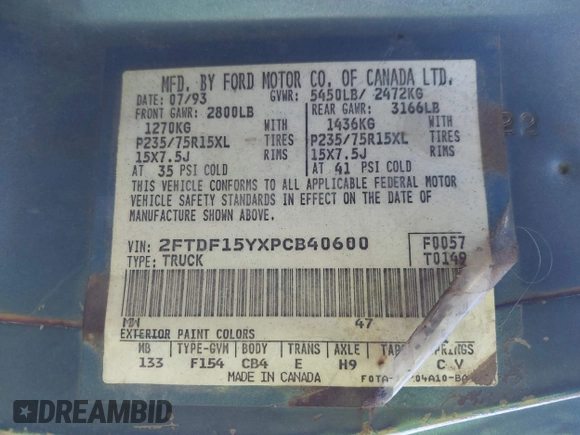 MFD. BY FORD MOTOR CO. OF CANADA LTD.
DATE: 07/93 GVWR: 5450LB/ 2472KG
FRONT GAWR: 2800LB REAR GAWR: 3166LB
1270KG WITH 1436KG WITH
P235/75R15XL TIRES P235/75R15XL TIRES
15X7.5J RIMS 15X7.5J RIMS
AT 35 PSI COLD AT 41 PSI COLD
THIS VEHICLE CONFORMS TO ALL APPLICABLE FEDERAL MOTOR
VEHICLE SAFETY STANDARDS IN EFFECT ON THE DATE OF
MANUFACTURE SHOWN ABOVE.
VIN: 2FTDF15YXPCB40600 F0057
TYPE: TRUCK T0149
MW 47
EXTERIOR PAINT COLORS
WB TYPE-GVW BODY TRANS AXLE
133 F154 CB4 E H9 C V
MADE IN CANADA
22
DREAMBID